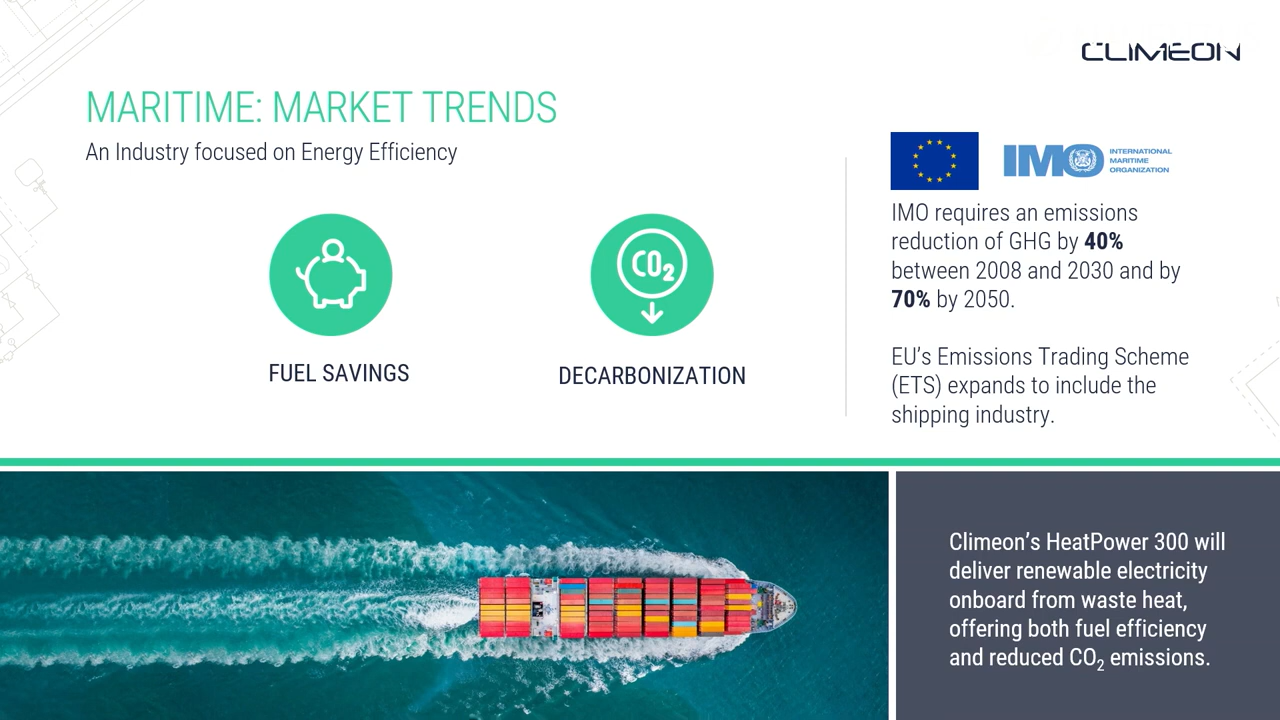 CLIMEON
MARITIME: MARKET TRENDS
An Industry focused on Energy Efficiency
FUEL SAVINGS
CO2
DECARBONIZATION
IMO INTERNATIONAL
MARITIME
ORGANIZATION
IMO requires an emissions
reduction of GHG by 40%
between 2008 and 2030 and by
70% by 2050.
EU’s Emissions Trading Scheme
(ETS) expands to include the
shipping industry.
Climeon’s HeatPower 300 will
deliver renewable electricity
onboard from waste heat,
offering both fuel efficiency
and reduced CO₂ emissions.